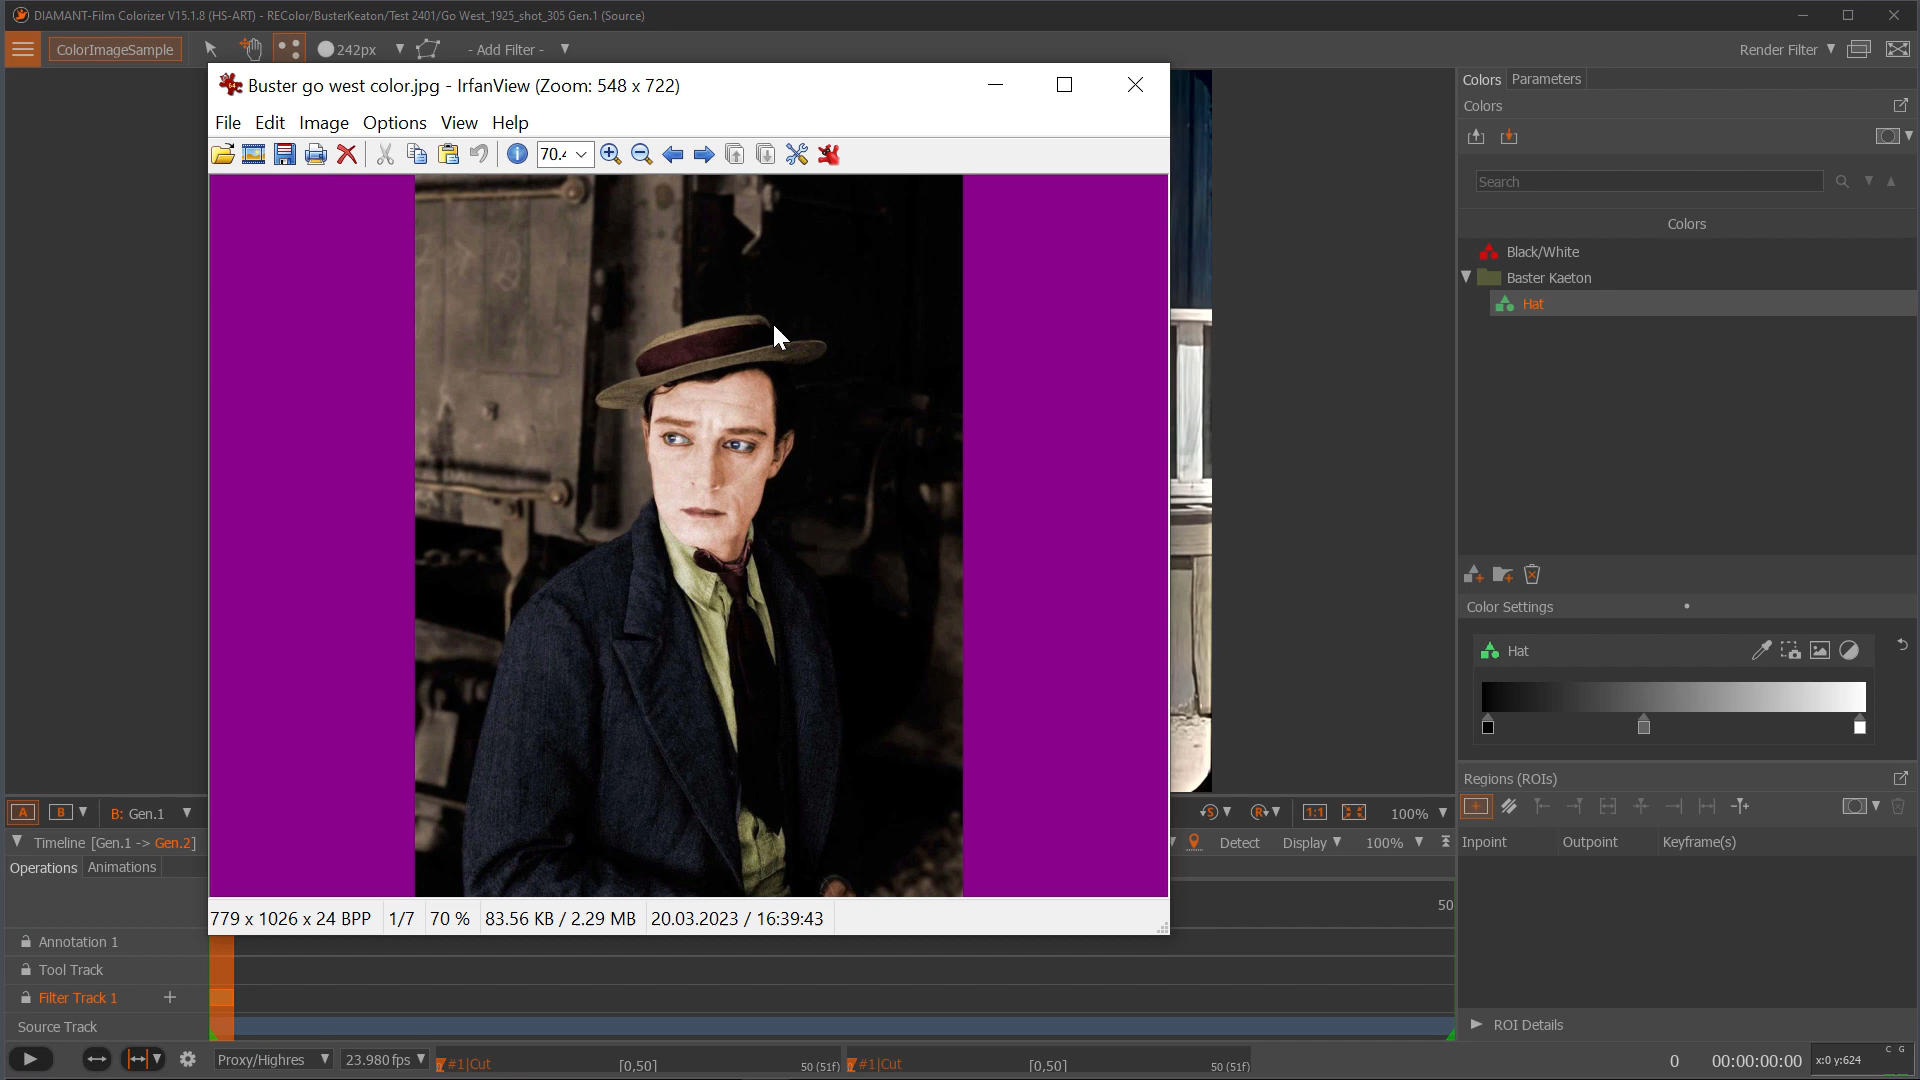 DIAMANT-Film Colorizer V15.1.8 (HS-ART) - REColor/BusterKeaton/Test 2401/Go West_1925_shot_305 Gen.1 (Source)
ColorImageSample
242px
- Add Filter -
Render Filter
Buster go west color.jpg - IrfanView (Zoom: 548 x 722)
File Edit Image Options View Help
70.4
Colors Parameters
Colors
Search
Colors
Black/White
Baster Kaeton
Hat
Color Settings
Hat
Regions (ROIs)
Inpoint Outpoint Keyframe(s)
ROI Details
779 x 1026 x 24 BPP 1/7 70 % 83.56 KB / 2.29 MB 20.03.2023 / 16:39:43
A B B: Gen.1
S R 1:1 100%
Timeline [Gen.1 -> Gen.2]
Detect Display 100%
Operations Animations
50
Annotation 1
Tool Track
Filter Track 1
Source Track
Proxy/Highres 23.980 fps #1|Cut [0,50] 50 (51f) #1|Cut [0,50] 50 (51f)
0 00:00:00:00 x:0 y:624 C G